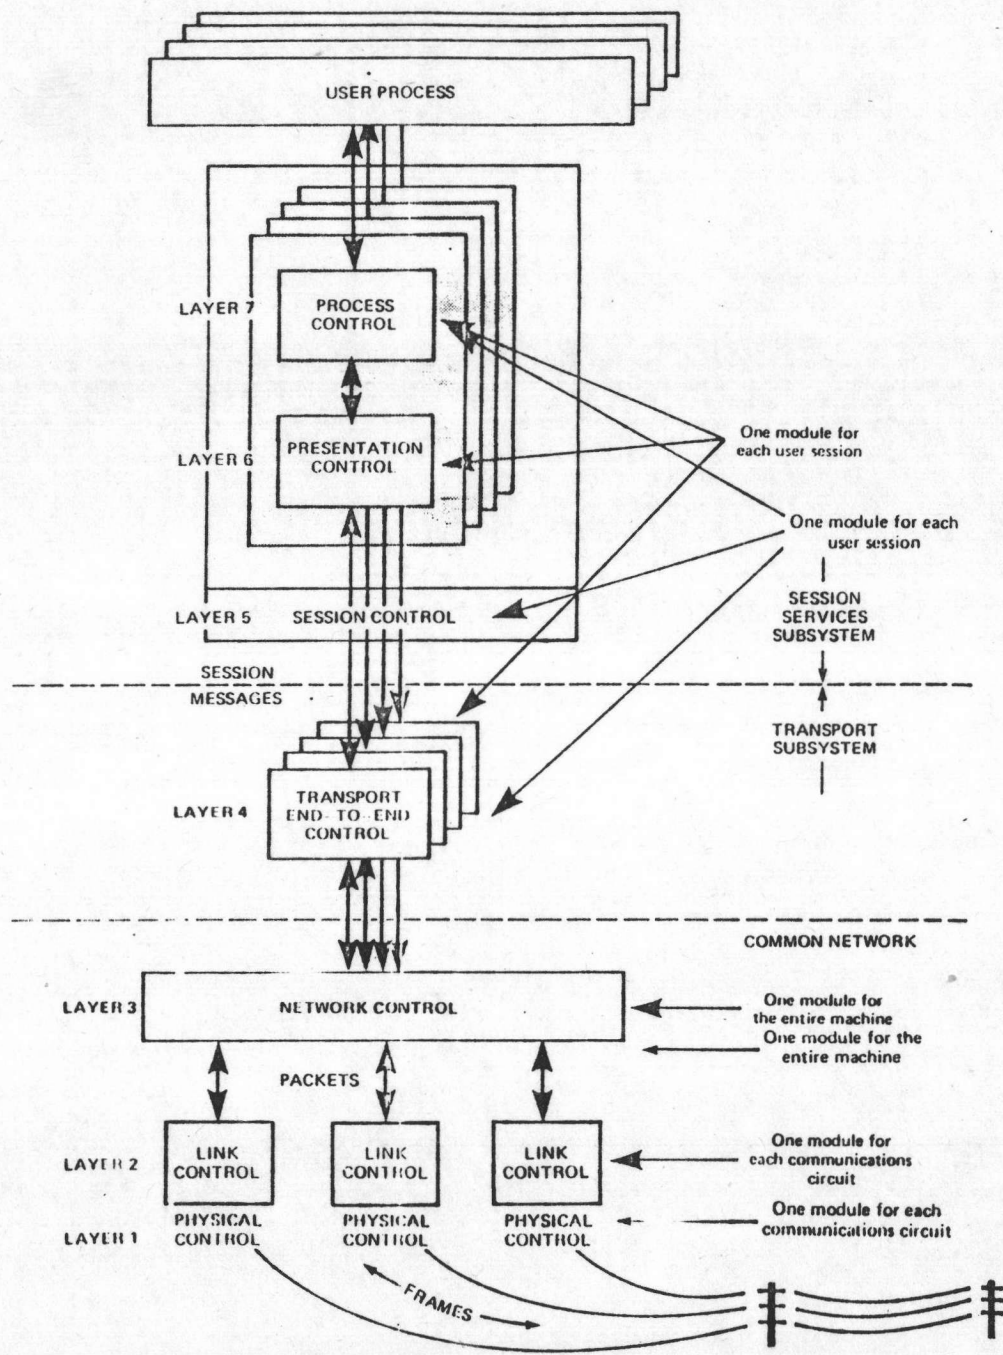 USER PROCESS
LAYER 7
PROCESS
CONTROL
LAYER 6
PRESENTATION
CONTROL
One module for
each user session
One module for each
user session
LAYER 5
SESSION CONTROL
SESSION
SERVICES
SUBSYSTEM
SESSION
MESSAGES
TRANSPORT
SUBSYSTEM
LAYER 4
TRANSPORT
END-TO-END
CONTROL
COMMON NETWORK
LAYER 3
NETWORK CONTROL
One module for
the entire machine
One module for the
entire machine
PACKETS
LAYER 2
LINK
CONTROL
LINK
CONTROL
LINK
CONTROL
One module for
each communications
circuit
LAYER 1
PHYSICAL
CONTROL
PHYSICAL
CONTROL
PHYSICAL
CONTROL
One module for each
communications circuit
FRAMES